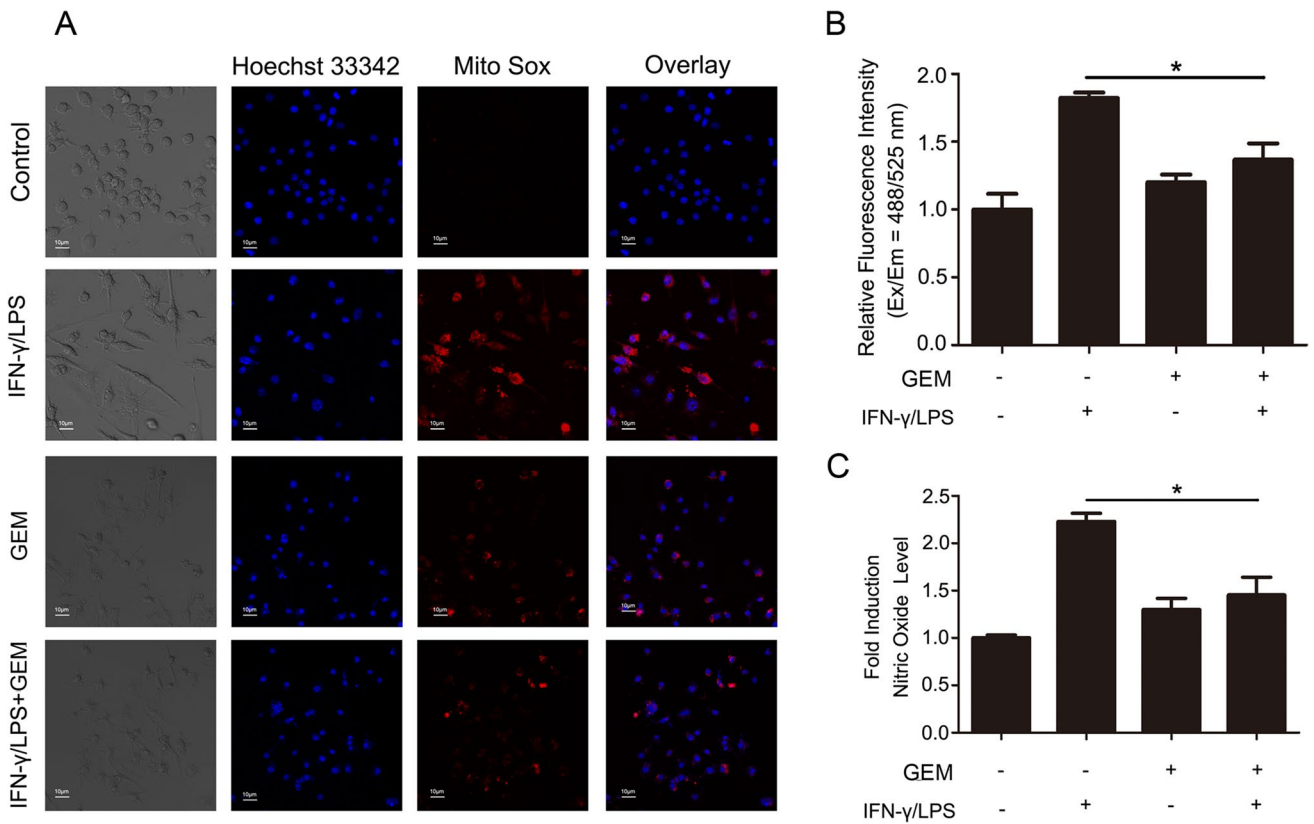 A
Hoechst 33342
Mito Sox
Overlay
Control
10μm
10μm
10μm
10μm
IFN-γ/LPS
10μm
10μm
10μm
10μm
GEM
10μm
10μm
10μm
10μm
IFN-γ/LPS+GEM
10μm
10μm
10μm
10μm
B
Relative Fluorescence Intensity
(Ex/Em = 488/525 nm)
2.0
1.5
1.0
0.5
0.0
*
GEM - - + +
IFN-γ/LPS - + - +
C
Fold Induction
Nitric Oxide Level
2.5
2.0
1.5
1.0
0.5
0.0
*
GEM - - + +
IFN-γ/LPS - + - +